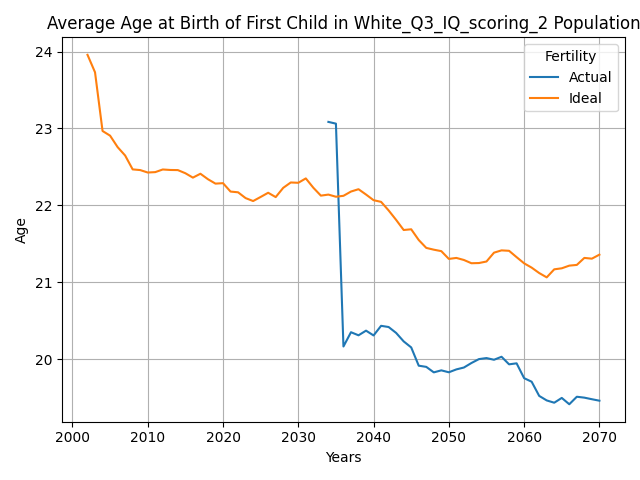 Average Age at Birth of First Child in White_Q3_IQ_scoring_2 Population
Fertility
Actual
Ideal
24
23
22
21
20
Age
2000 2010 2020 2030 2040 2050 2060 2070
Years